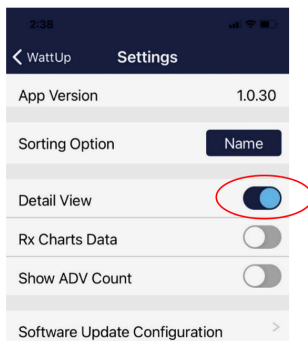 2:38
WattUp Settings
App Version 1.0.30
Sorting Option Name
Detail View
Rx Charts Data
Show ADV Count
Software Update Configuration